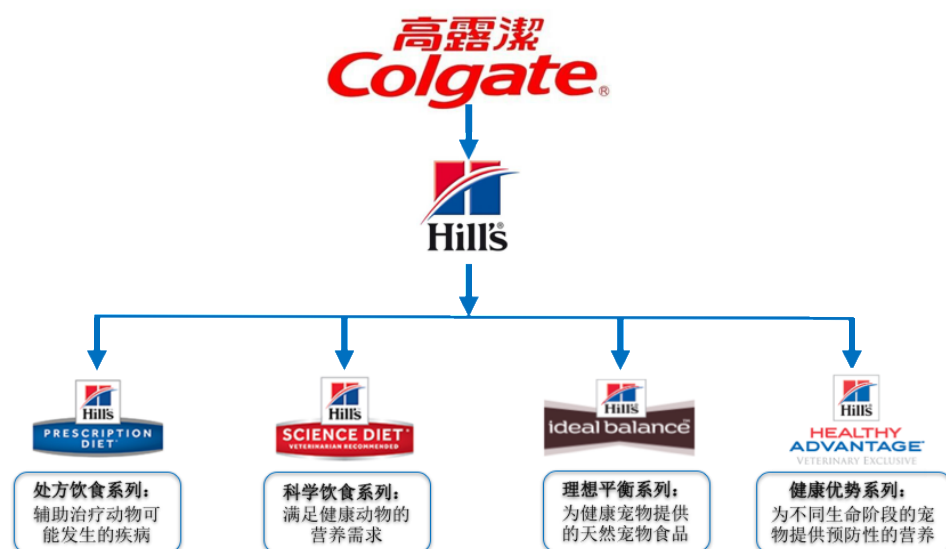 高露潔
Colgate®
Hill's®
Hill's
PRESCRIPTION
DIET
处方饮食系列：
辅助治疗动物可
能发生的疾病
Hill's
SCIENCE DIET
VETERINARIAN RECOMMENDED
科学饮食系列：
满足健康动物的
营养需求
Hill's
ideal balance™
理想平衡系列：
为健康宠物提供
的天然宠物食品
Hill's
HEALTHY
ADVANTAGE
VETERINARY EXCLUSIVE
健康优势系列：
为不同生命阶段的宠
物提供预防性的营养